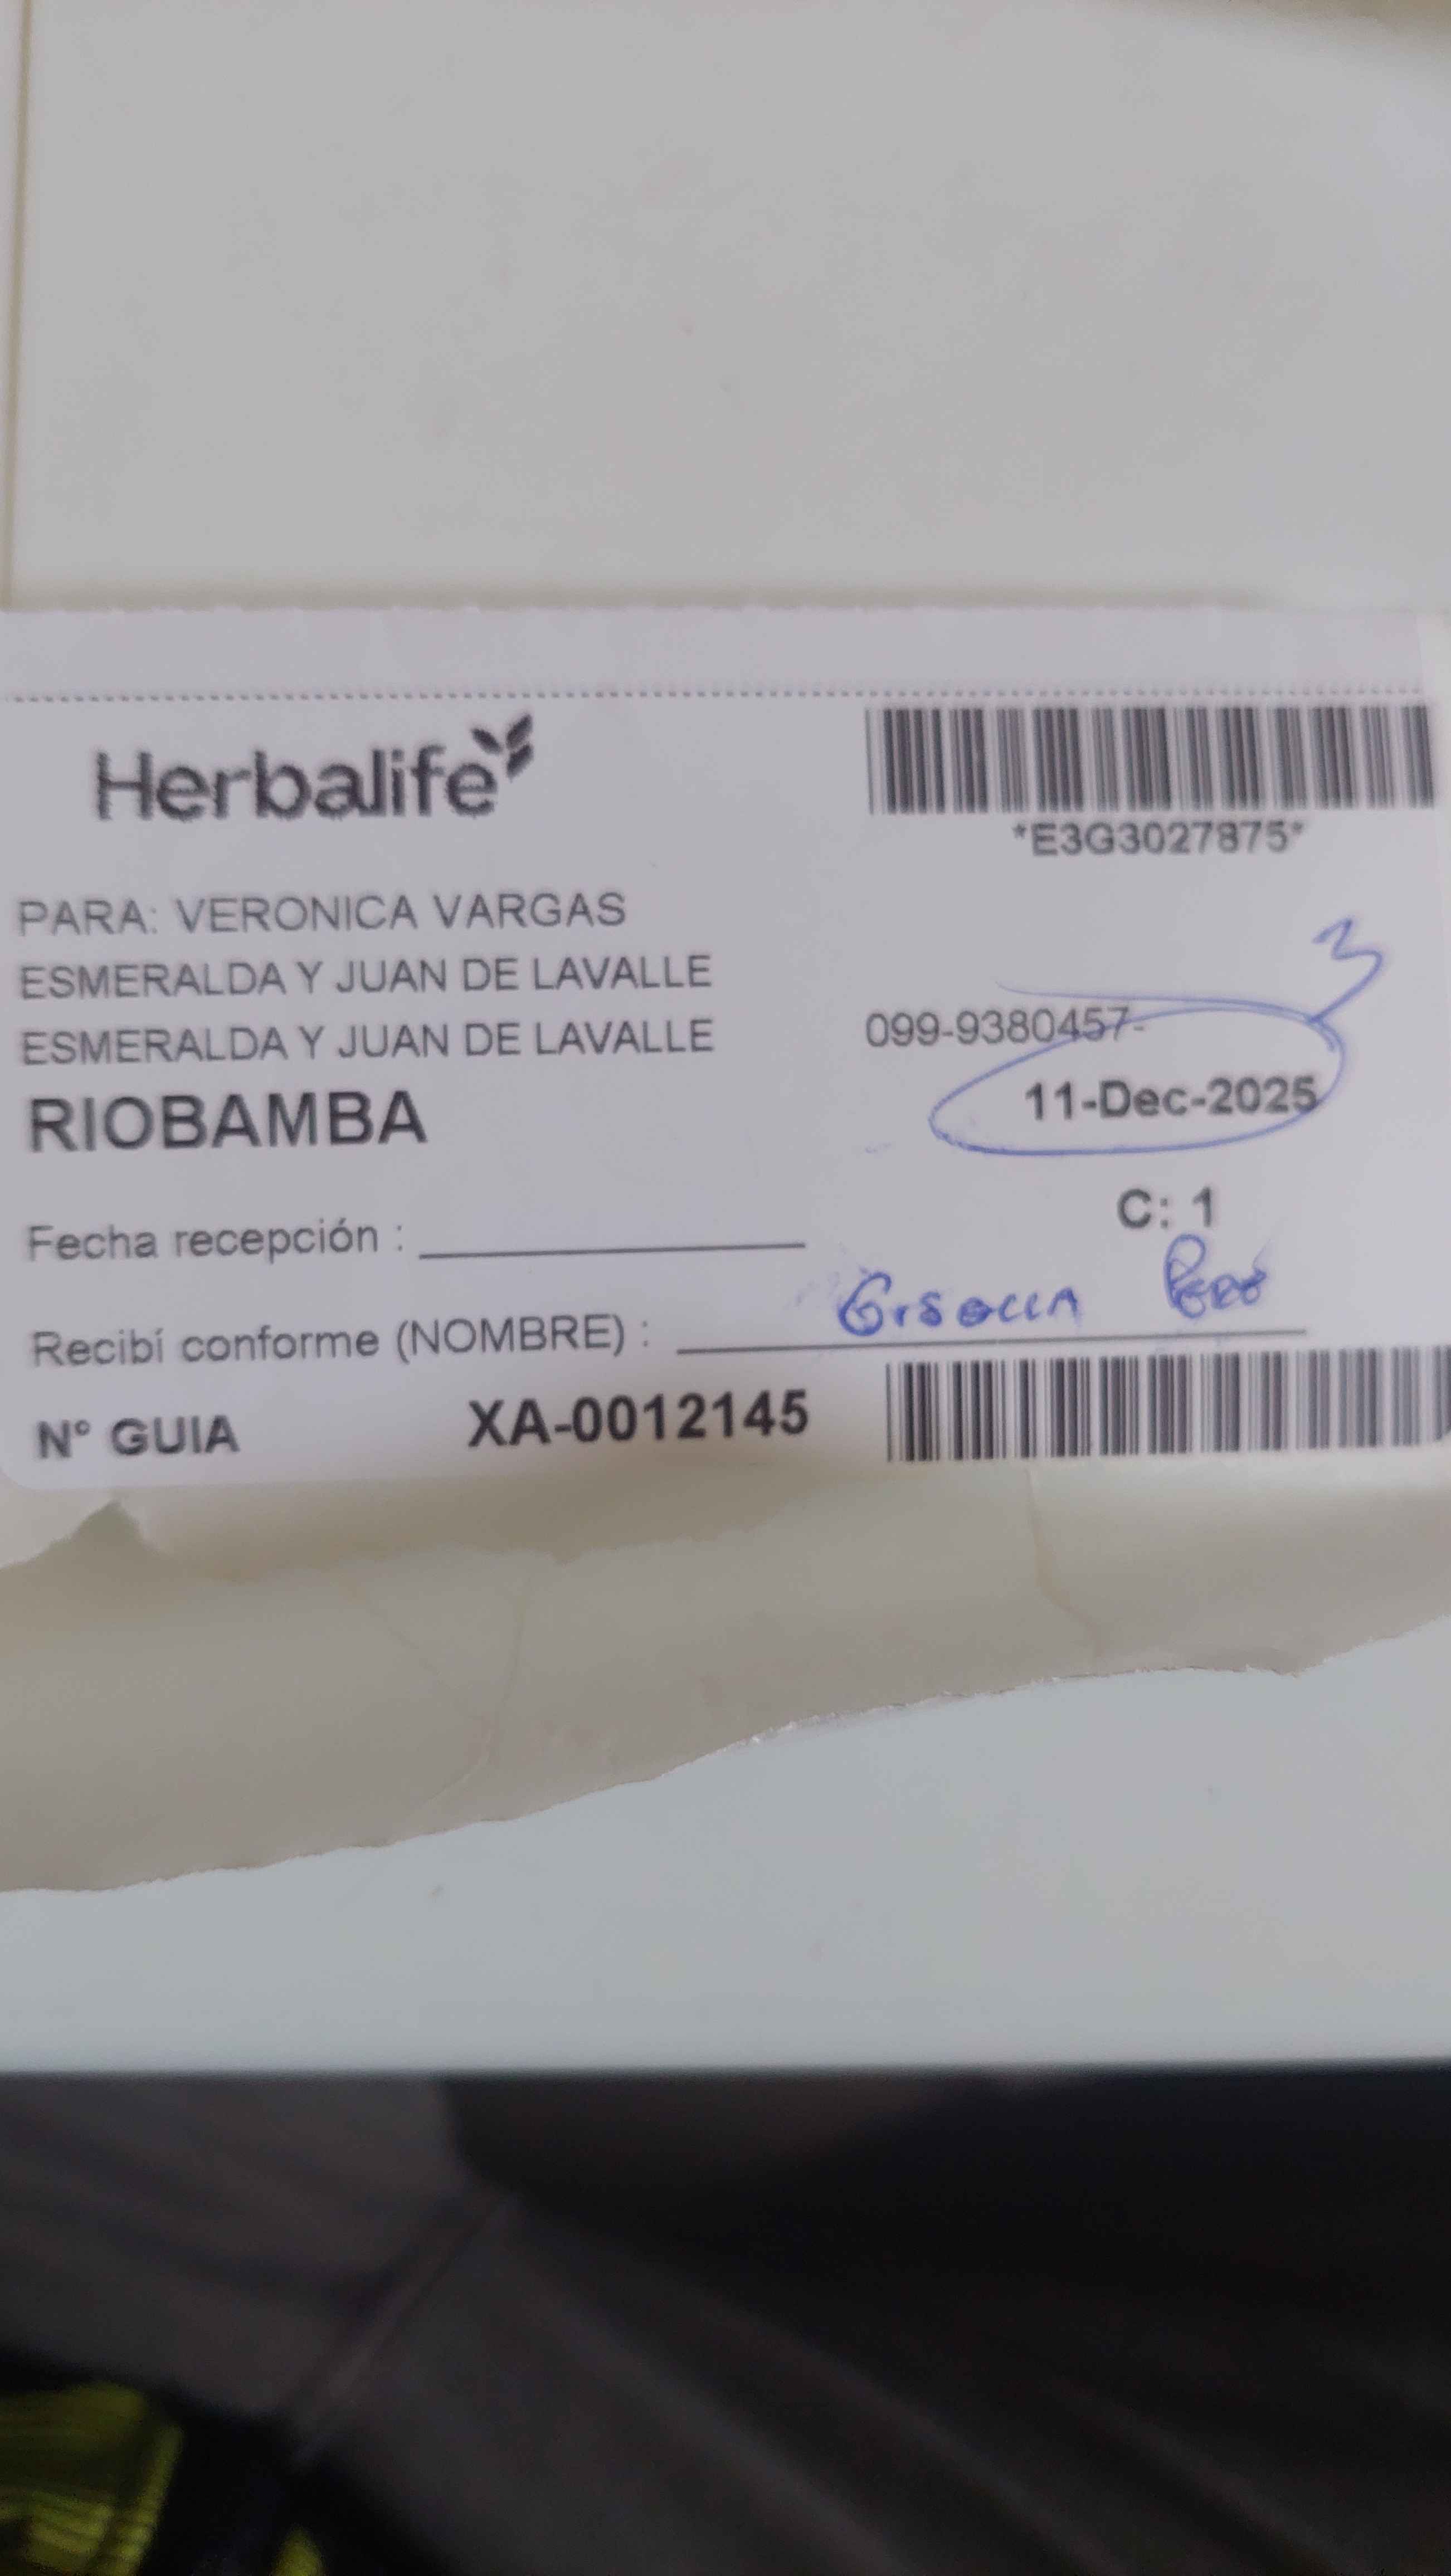 Herbalife
*E3G3027875*
PARA: VERONICA VARGAS
ESMERALDA Y JUAN DE LAVALLE
3
ESMERALDA Y JUAN DE LAVALLE 099-9380457-
RIOBAMBA 11-Dec-2025
C: 1
Fecha recepción :
Recibí conforme (NOMBRE) :
N° GUIA XA-0012145